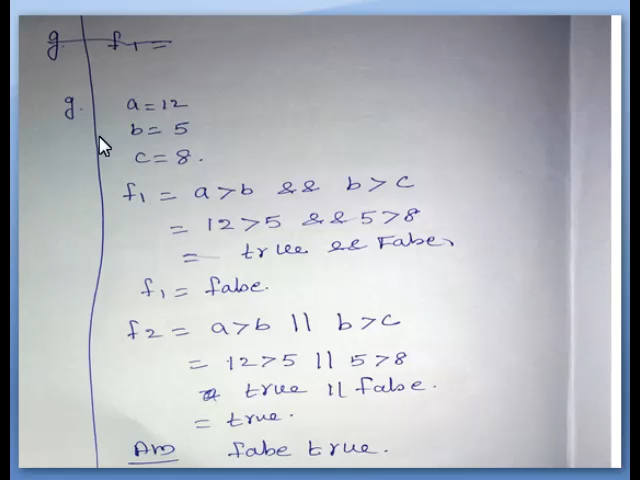 g. f1 =
g. a = 12
b = 5
c = 8.
f1 = a > b && b > c
= 12 > 5 && 5 > 8
= true && False
f1 = false.
f2 = a > b || b > c
= 12 > 5 || 5 > 8
true || false.
= true.
Ans false true.